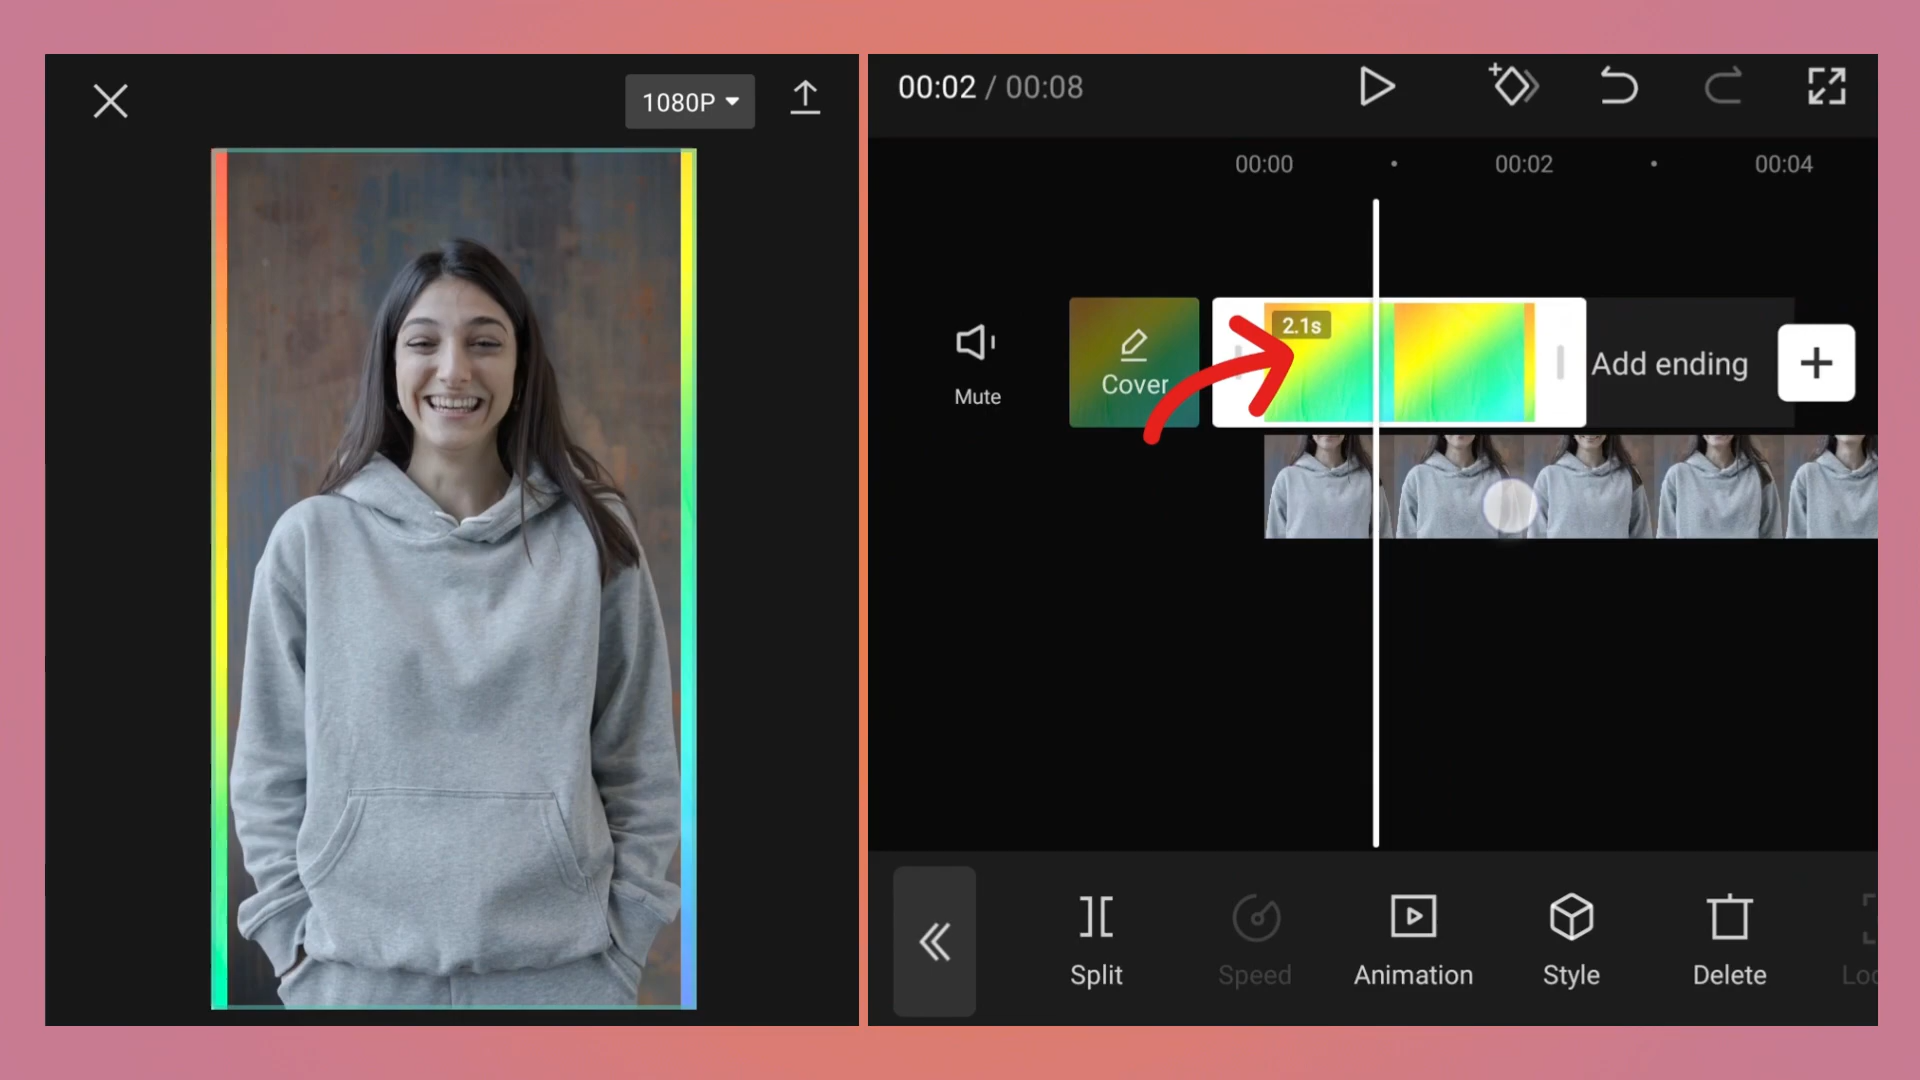 1080P
00:02 / 00:08
00:00
00:02
00:04
2.1s
Cover
Add ending
Mute
Split
Speed
Animation
Style
Delete